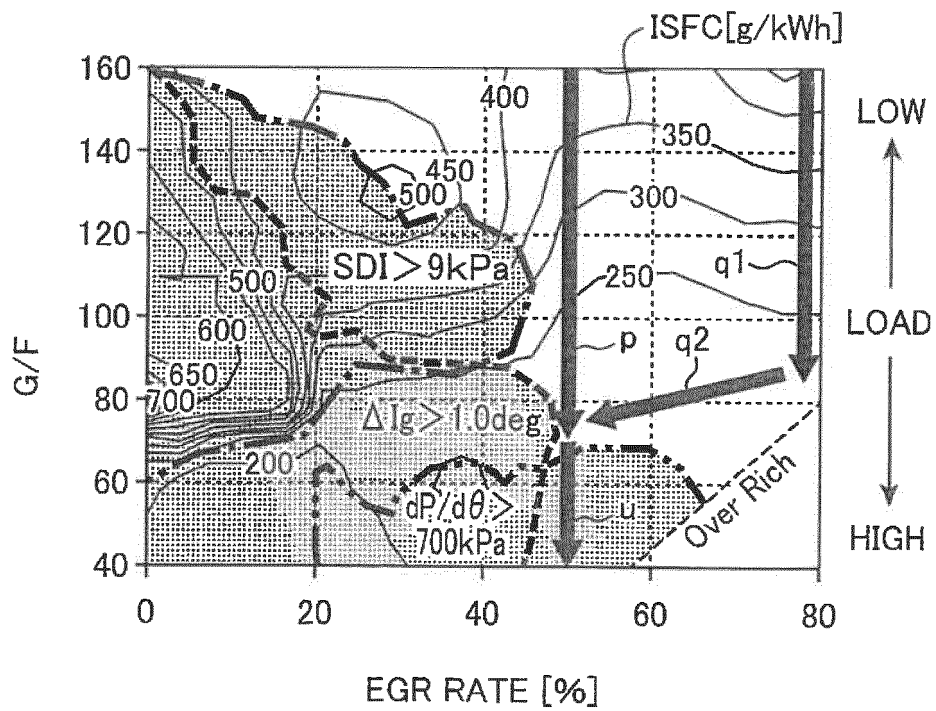 ISFC[g/kWh]
160
140
120
100
80
60
40
G/F
400
350
450
500
300
SDI>9kPa
500
250
q1
600
p
q2
650
700
ΔIg>1.0deg
200
dP/dθ>
700kPa
u
Over Rich
LOW
LOAD
HIGH
0
20
40
60
80
EGR RATE [%]